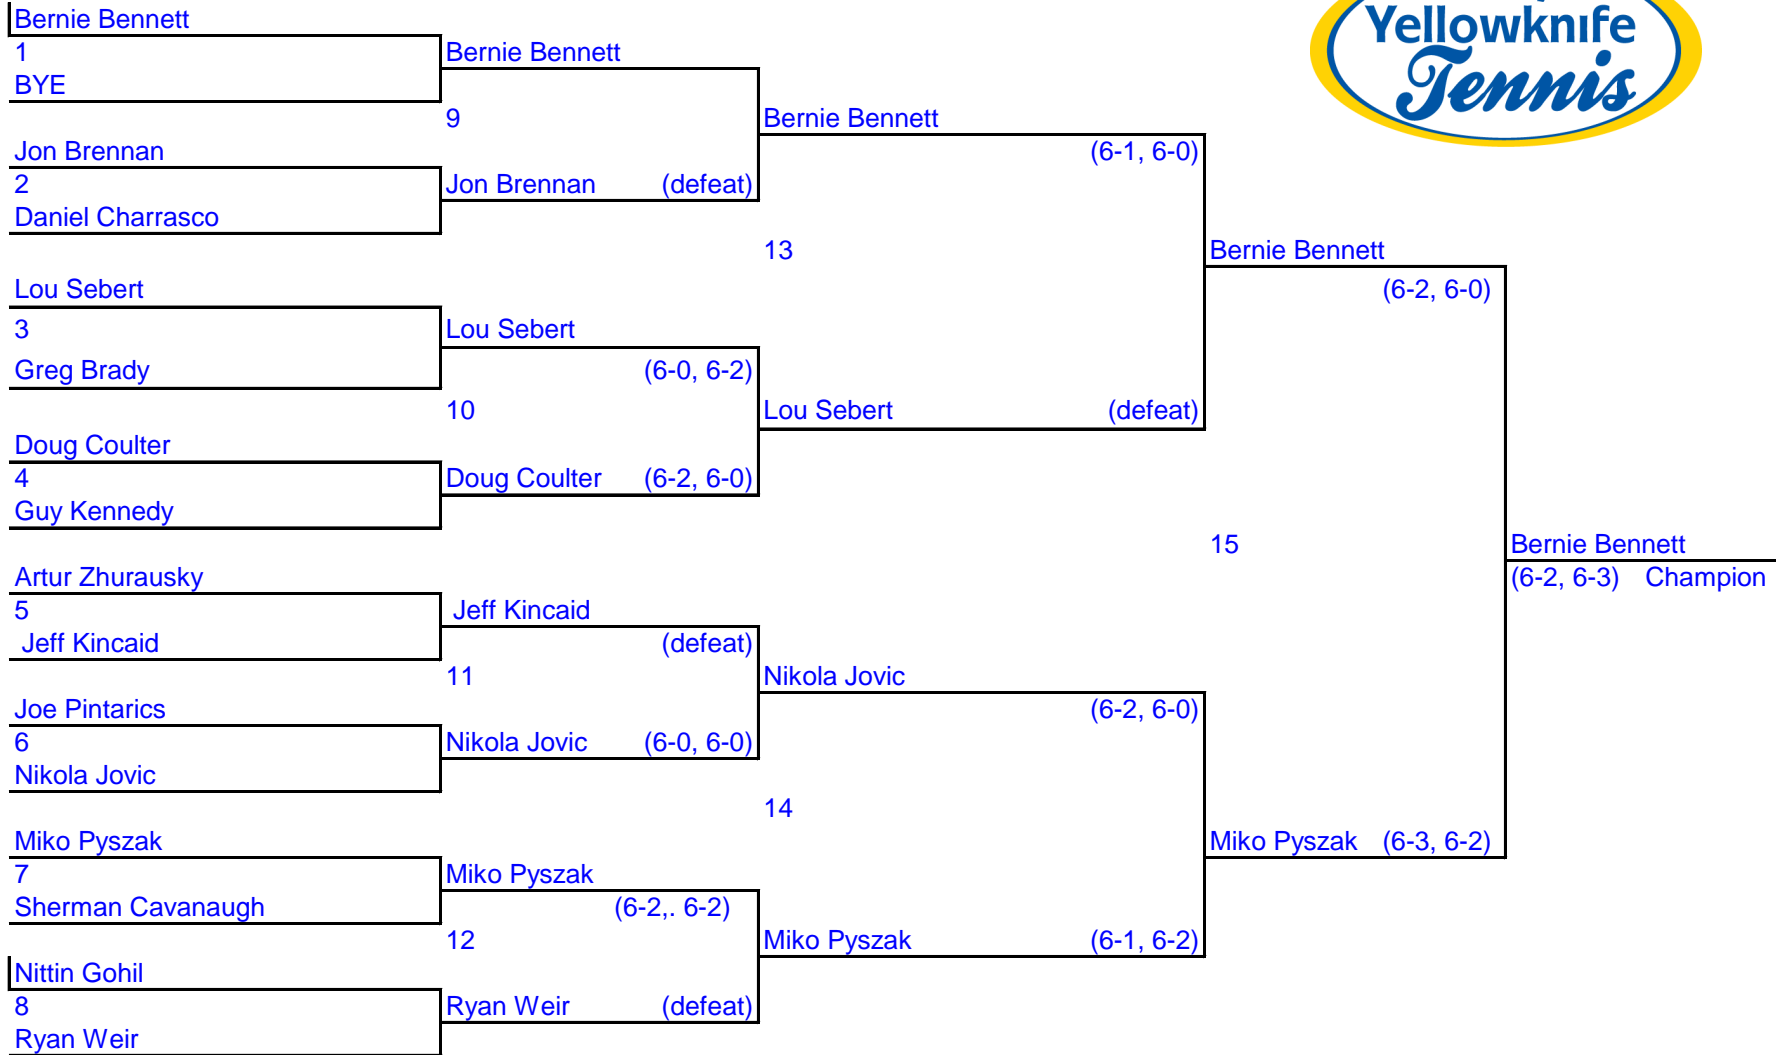 Bernie Bennett
1
BYE
Jon Brennan
2
Daniel Charrasco
Lou Sebert
3
Greg Brady
Doug Coulter
4
Guy Kennedy
Artur Zhurausky
5
Jeff Kincaid
Joe Pintarics
6
Nikola Jovic
Miko Pyszak
7
Sherman Cavanaugh
Nittin Gohil
8
Ryan Weir
Bernie Bennett
9
Jon Brennan (defeat)
Lou Sebert
(6-0, 6-2)
10
Doug Coulter (6-2, 6-0)
Jeff Kincaid
(defeat)
11
Nikola Jovic (6-0, 6-0)
Miko Pyszak
(6-2,. 6-2)
12
Ryan Weir (defeat)
Bernie Bennett
(6-1, 6-0)
13
Lou Sebert (defeat)
Nikola Jovic
(6-2, 6-0)
14
Miko Pyszak (6-1, 6-2)
Bernie Bennett
(6-2, 6-0)
15
Miko Pyszak (6-3, 6-2)
Bernie Bennett
(6-2, 6-3) Champion
Yellowknife
Tennis